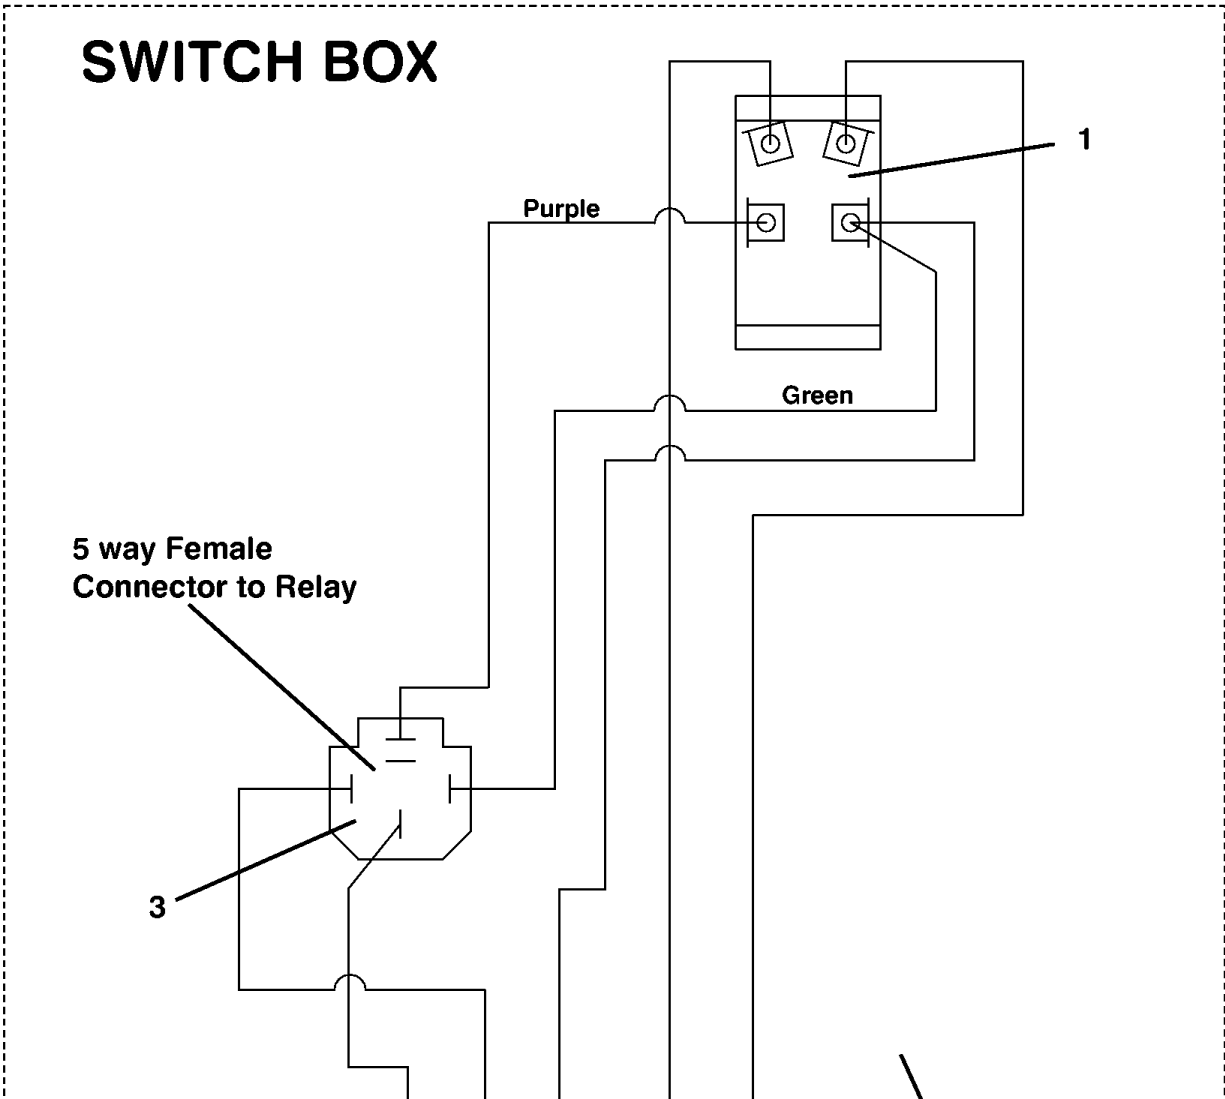 SWITCH BOX
1
Purple
Green
5 way Female
Connector to Relay
3